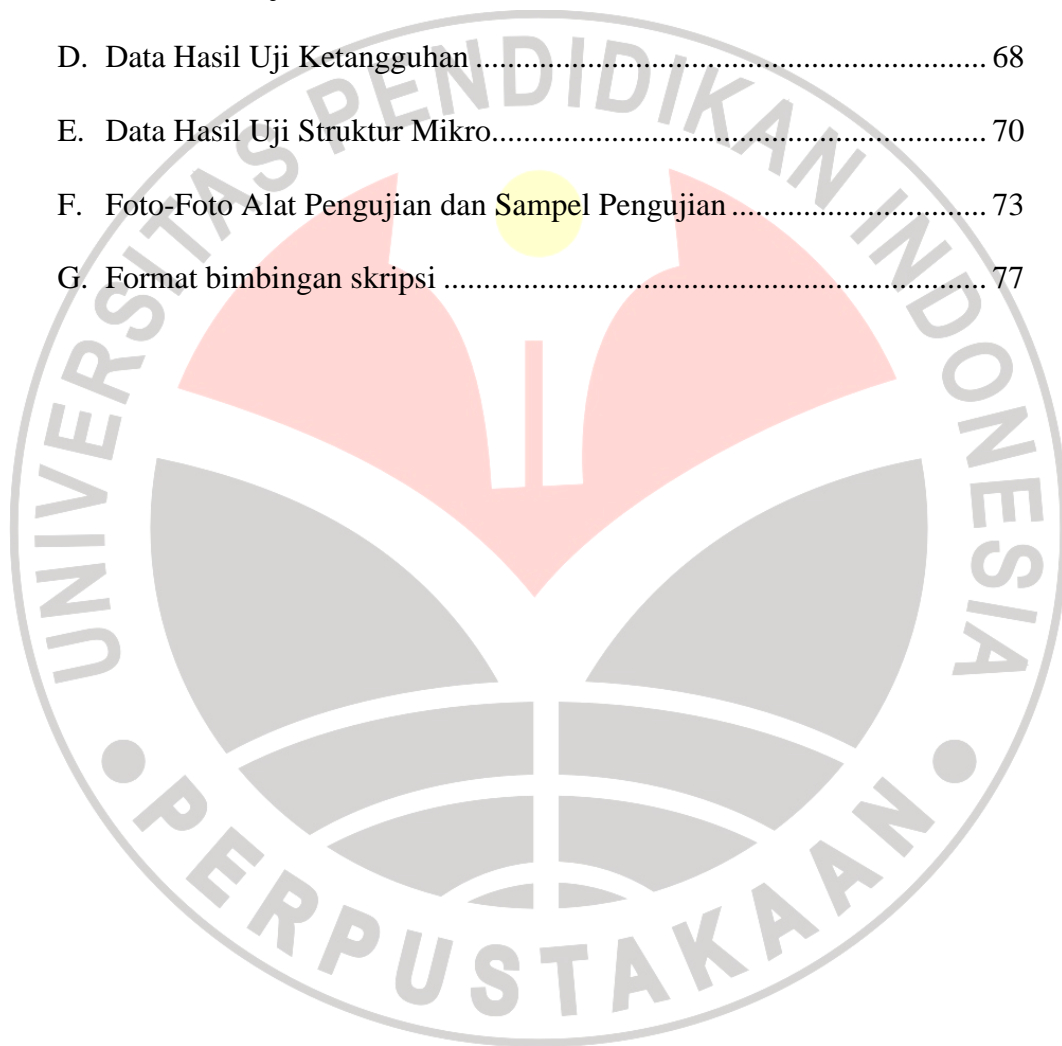 D. Data Hasil Uji Ketangguhan ................................................................ 68
E. Data Hasil Uji Struktur Mikro.............................................................. 70
F. Foto-Foto Alat Pengujian dan Sampel Pengujian ................................ 73
G. Format bimbingan skripsi .................................................................... 77
UNIVERSITAS PENDIDIKAN INDONESIA
PERPUSTAKAAN